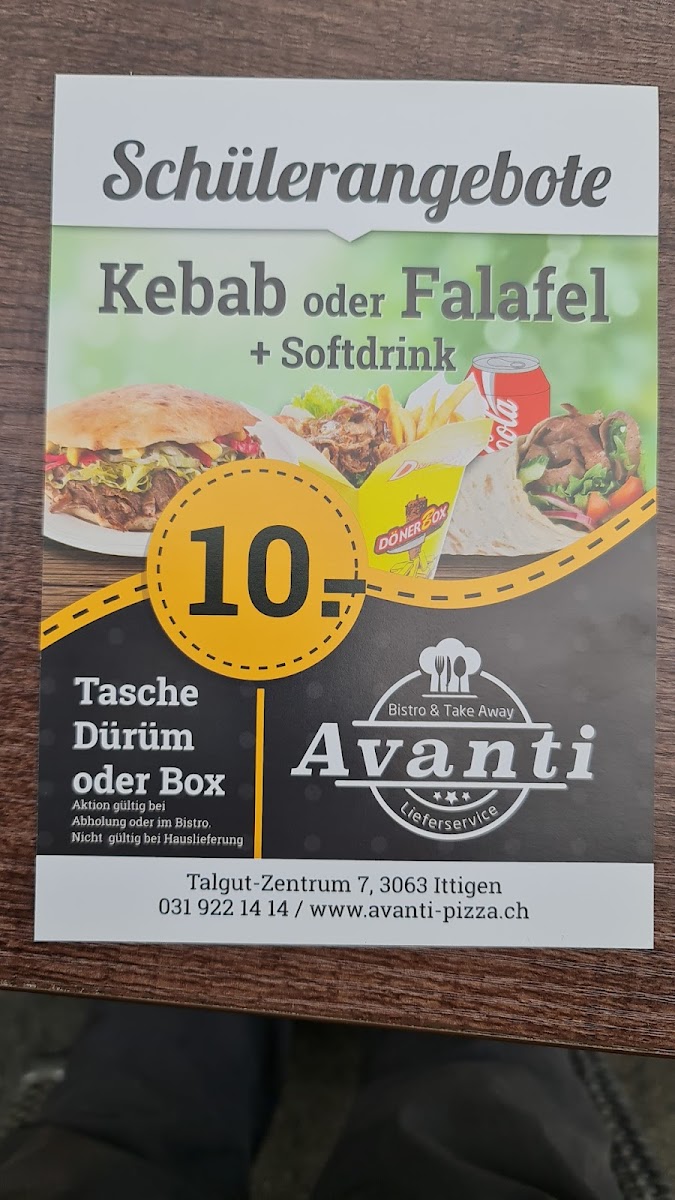 Schülerangebote
Kebab oder Falafel
+ Softdrink
DÖNERBOX
10.-
Tasche
Dürüm
oder Box
Aktion gültig bei
Abholung oder im Bistro.
Nicht gültig bei Hauslieferung
Bistro & Take Away
Avanti
Lieferservice
Talgut-Zentrum 7, 3063 Ittigen
031 922 14 14 / www.avanti-pizza.ch